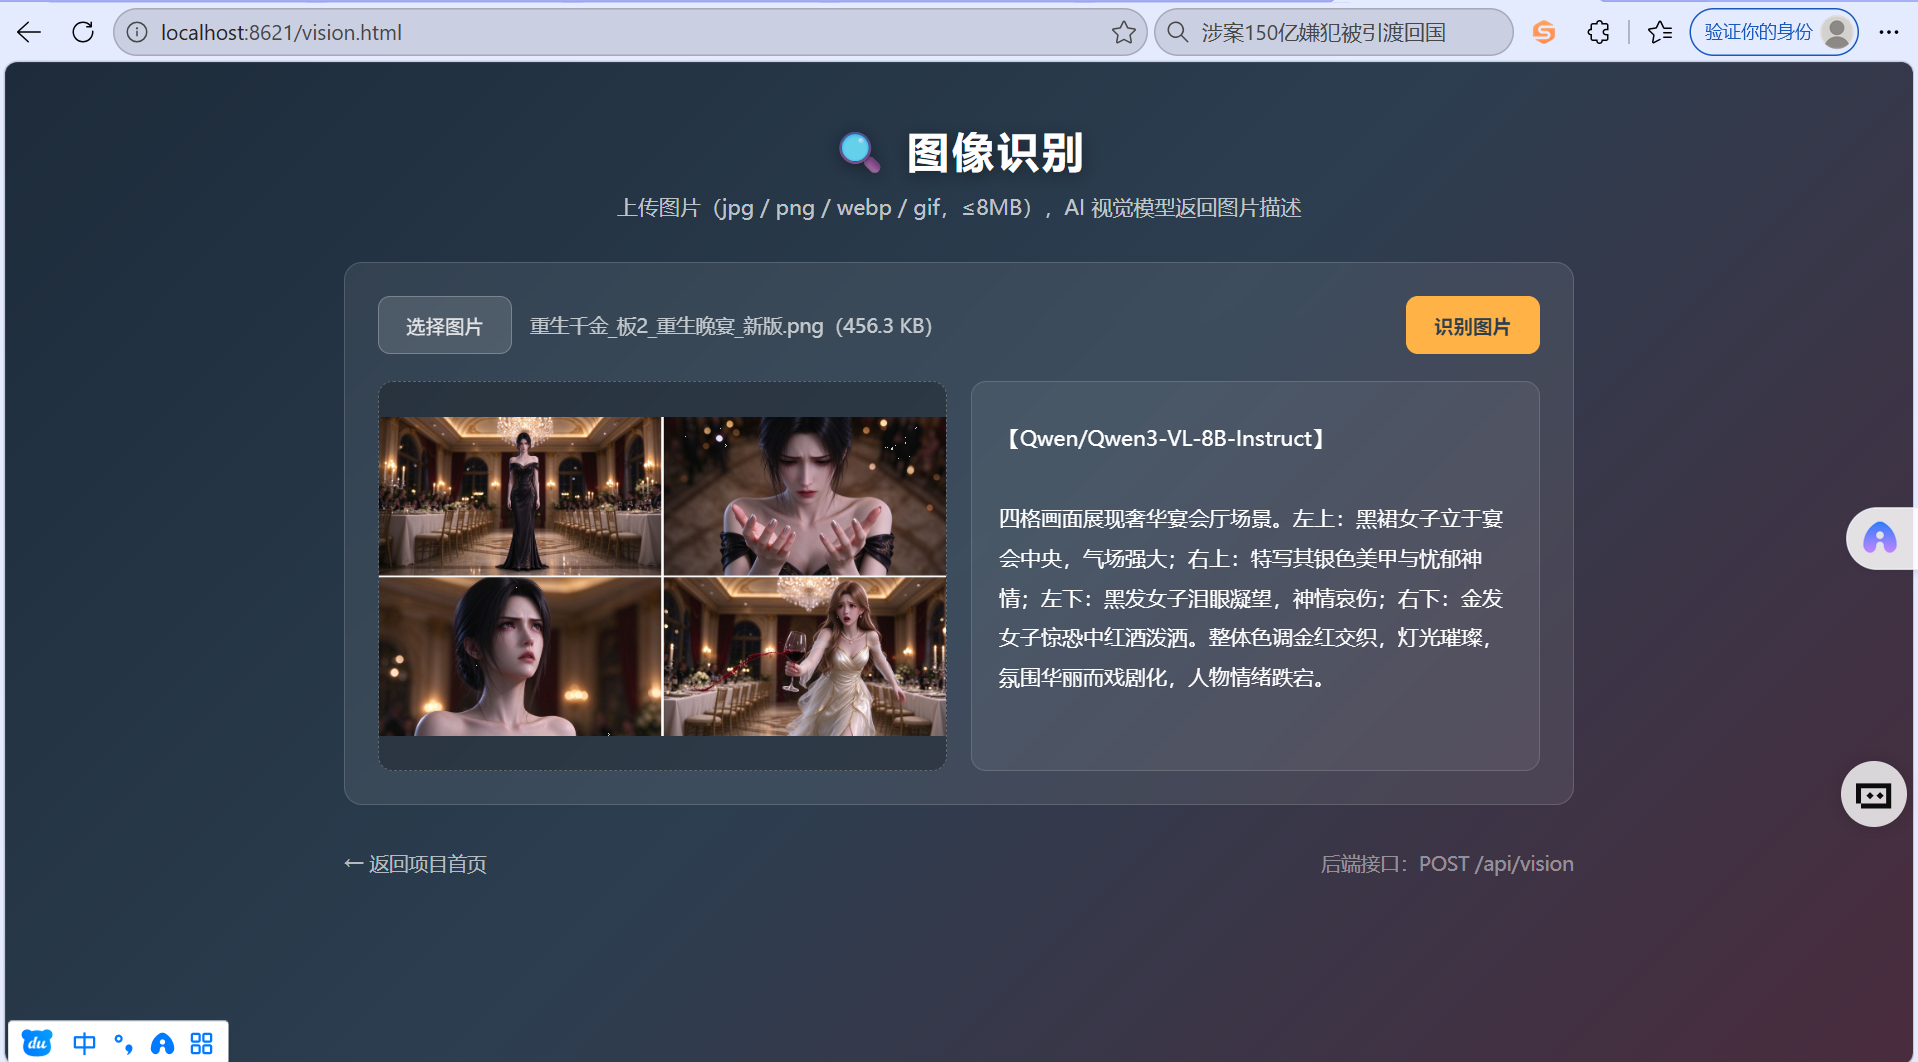 localhost:8621/vision.html
涉案150亿嫌犯被引渡回国
验证你的身份
图像识别
上传图片（jpg / png / webp / gif，≤8MB），AI 视觉模型返回图片描述
选择图片
重生千金_板2_重生晚宴_新版.png（456.3 KB）
识别图片
【Qwen/Qwen3-VL-8B-Instruct】
四格画面展现奢华宴会厅场景。左上：黑裙女子立于宴
会中央，气场强大；右上：特写其银色美甲与忧郁神
情；左下：黑发女子泪眼凝望，神情哀伤；右下：金发
女子惊恐中红酒泼洒。整体色调金红交织，灯光璀璨，
氛围华丽而戏剧化，人物情绪跌宕。
← 返回项目首页
后端接口：POST /api/vision
du 中